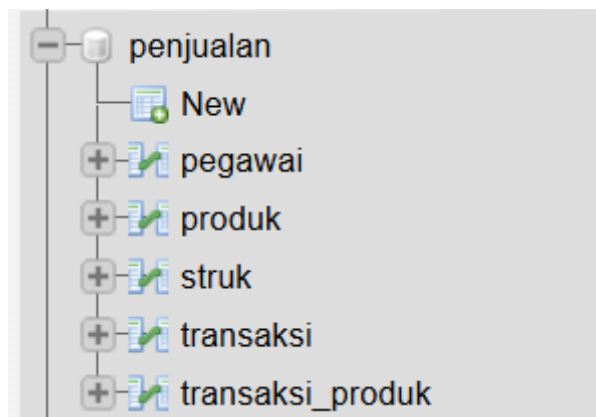 penjualan
New
pegawai
produk
struk
transaksi
transaksi_produk